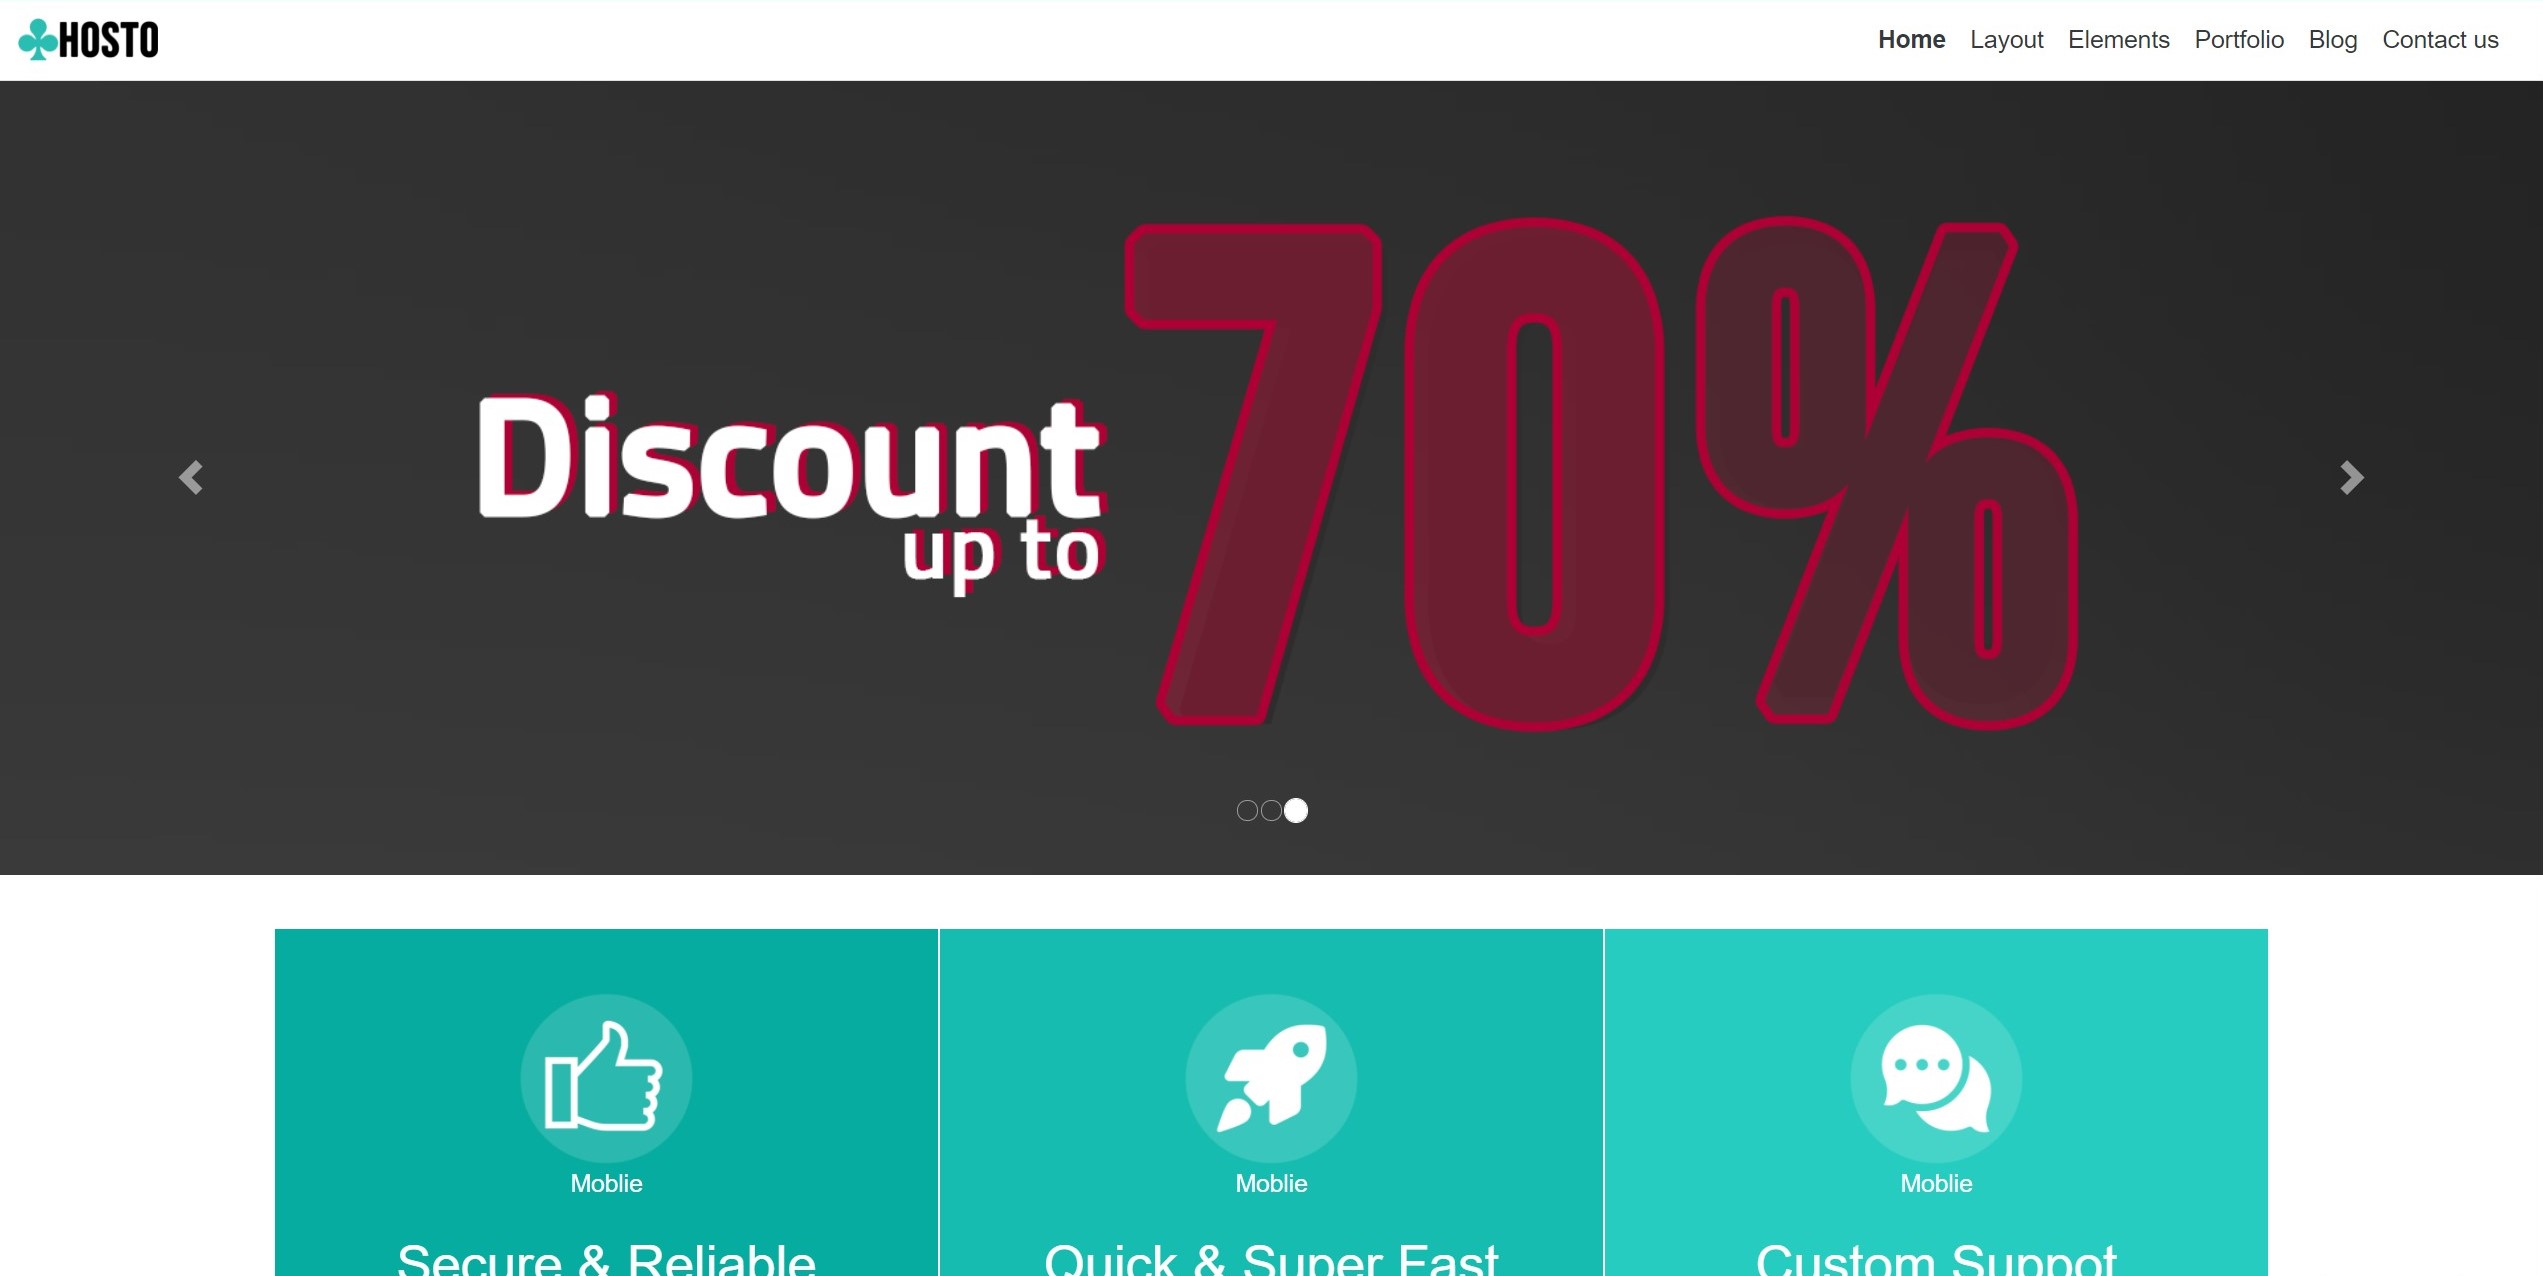 HOSTO
Home Layout Elements Portfolio Blog Contact us
Discount
up to
70%
Moblie
Secure & Reliable
Moblie
Quick & Super Fast
Moblie
Custom Suppot